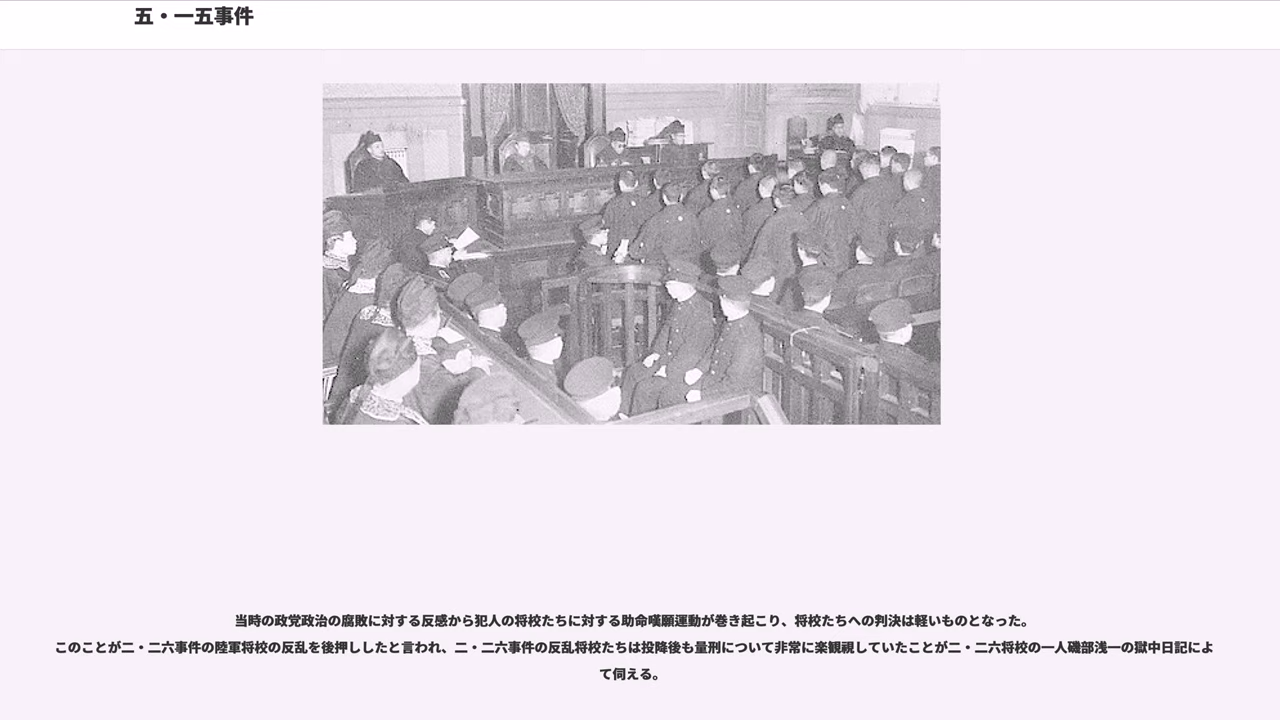 五・一五事件
当時の政党政治の腐敗に対する反感から犯人の将校たちに対する助命嘆願運動が巻き起こり、将校たちへの判決は軽いものとなった。
このことが二・二六事件の陸軍将校の反乱を後押ししたと言われ、二・二六事件の反乱将校たちは投降後も量刑について非常に楽観視していたことが二・二六将校の一人磯部浅一の獄中日記によ
て伺える。